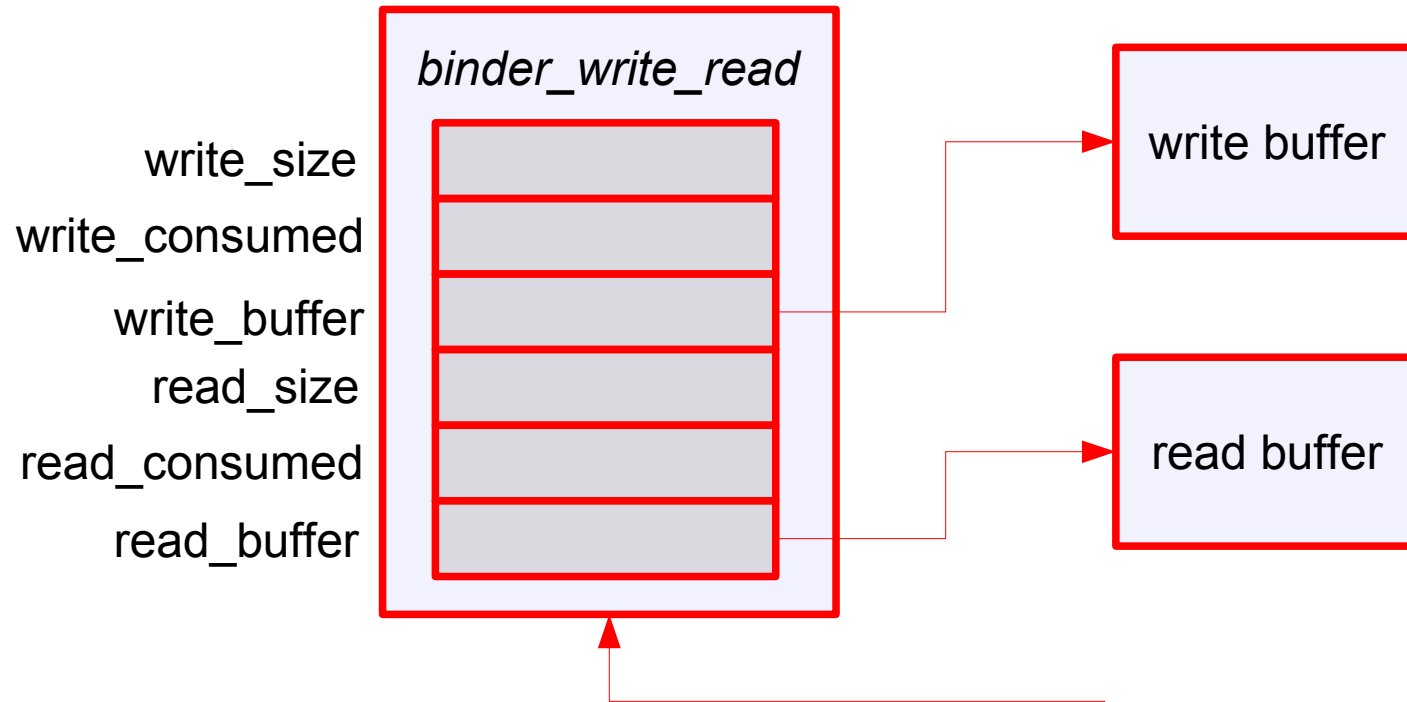 binder_write_read
write_size
write_consumed
write_buffer
read_size
read_consumed
read_buffer
write buffer
read buffer